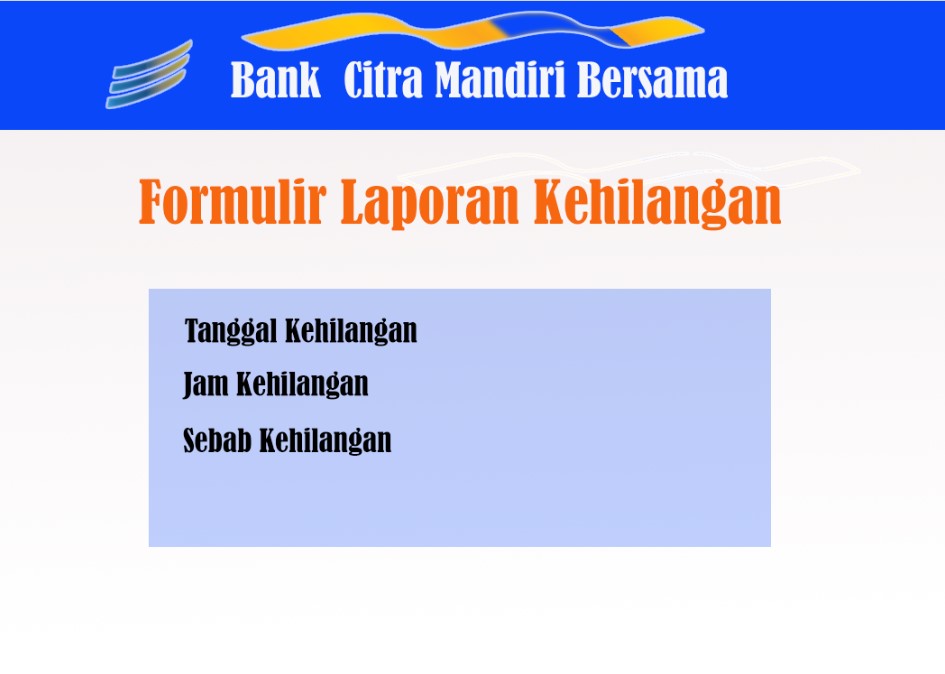 Bank Citra Mandiri Bersama
Formulir Laporan Kehilangan
Tanggal Kehilangan
Jam Kehilangan
Sebab Kehilangan